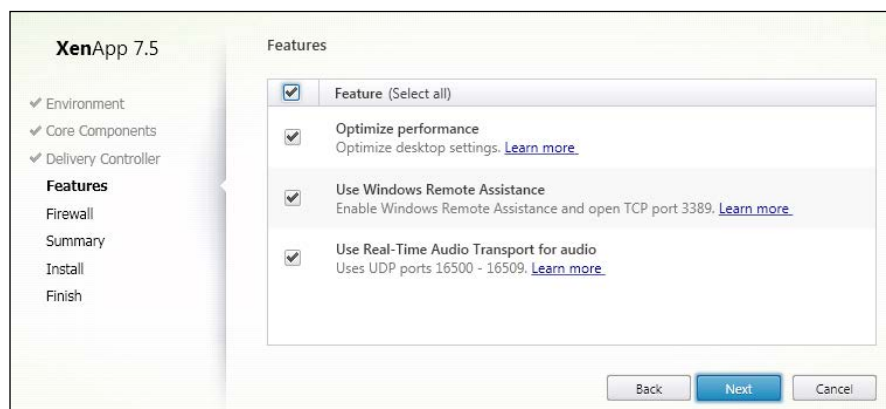 XenApp 7.5
Environment
Core Components
Delivery Controller
Features
Firewall
Summary
Install
Finish
Features
Feature (Select all)
Optimize performance
Optimize desktop settings. Learn more
Use Windows Remote Assistance
Enable Windows Remote Assistance and open TCP port 3389. Learn more
Use Real-Time Audio Transport for audio
Uses UDP ports 16500 - 16509. Learn more
Back Next Cancel